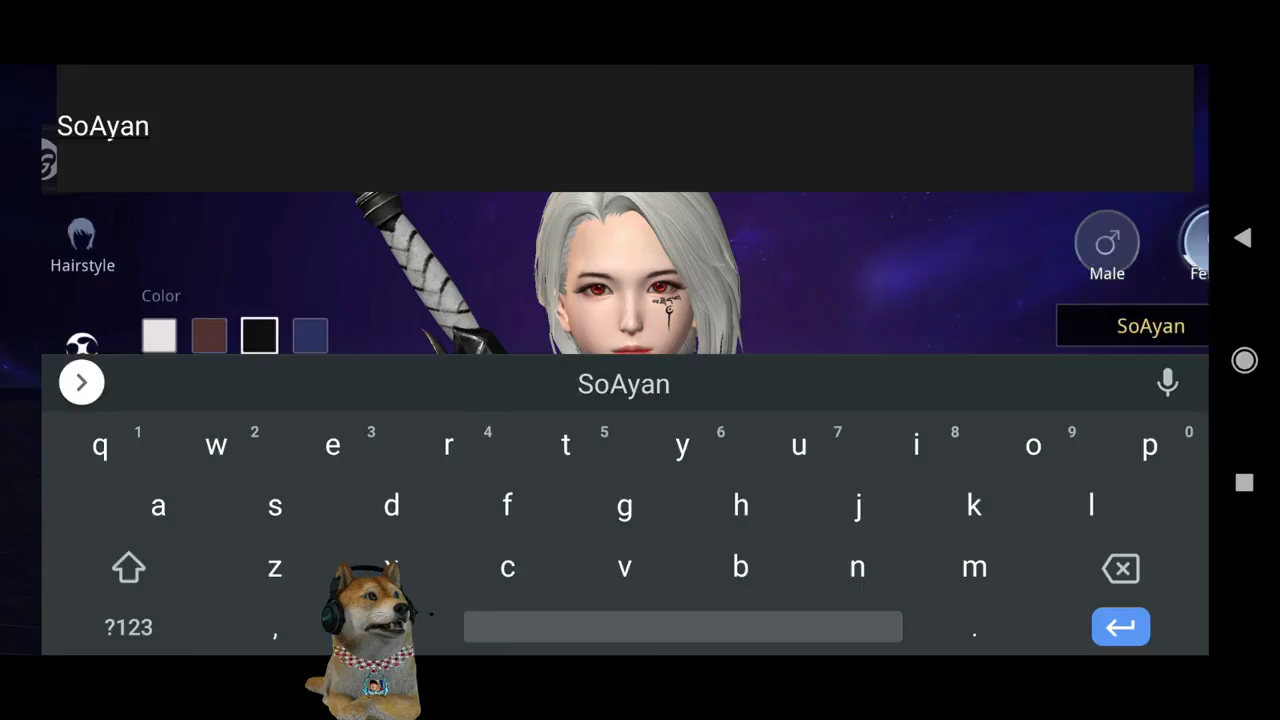 SoAyan
Hairstyle
Color
Male
Fe
SoAyan
SoAyan
q 1 w 2 e 3 r 4 t 5 y 6 u 7 i 8 o 9 p 0
a s d f g h j k l
z c v b n m
?123 , .